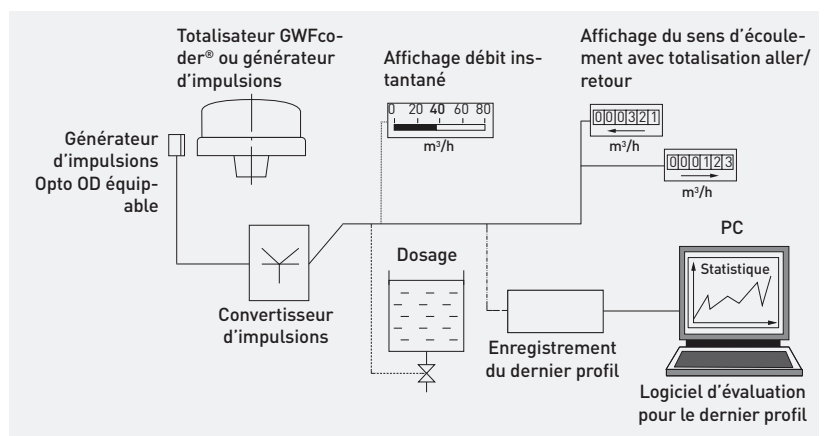 Totalisateur GWFco-
der® ou générateur
d'impulsions
Affichage débit ins-
tantané
Affichage du sens d'écoule-
ment avec totalisation aller/
retour
0 20 40 60 80
m³/h
000321
m³/h
000123
m³/h
Générateur
d'impulsions
Opto OD équip-
able
Convertisseur
d'impulsions
Dosage
Enregistrement
du dernier profil
PC
Statistique
Logiciel d'évaluation
pour le dernier profil